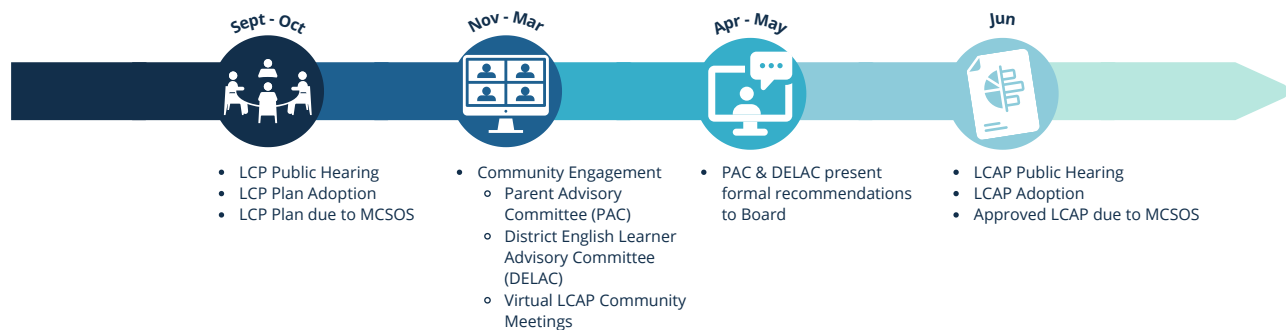 Sept - Oct
Nov - Mar
Apr - May
Jun
• LCP Public Hearing
• LCP Plan Adoption
• LCP Plan due to MCSOS
• Community Engagement
◦ Parent Advisory
Committee (PAC)
◦ District English Learner
Advisory Committee
(DELAC)
◦ Virtual LCAP Community
Meetings
• PAC & DELAC present
formal recommendations
to Board
• LCAP Public Hearing
• LCAP Adoption
• Approved LCAP due to MCSOS